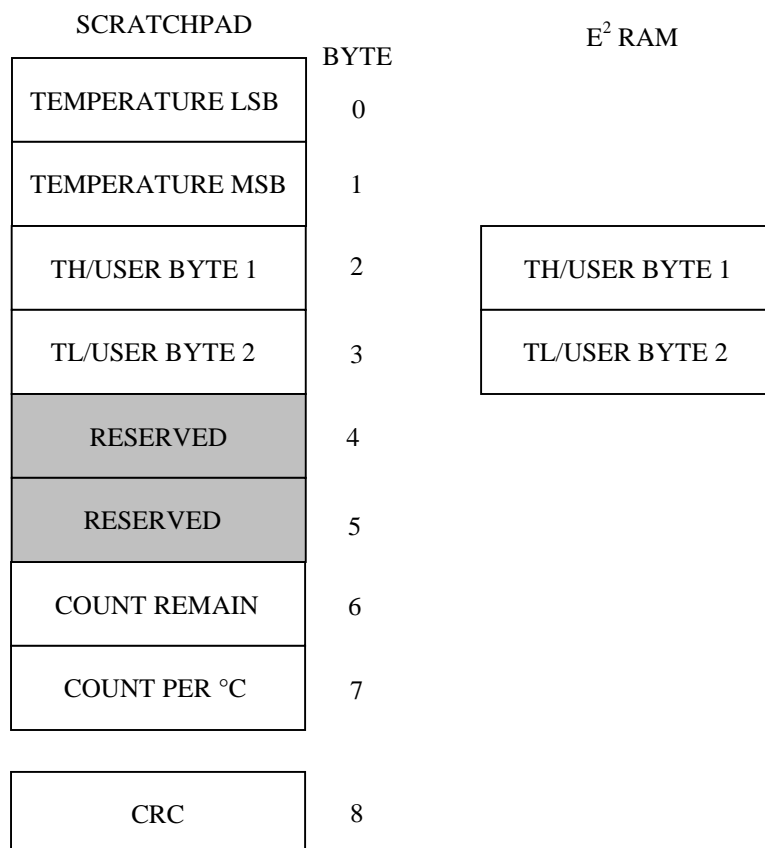 SCRATCHPAD
BYTE
E² RAM
TEMPERATURE LSB 0
TEMPERATURE MSB 1
TH/USER BYTE 1 2 TH/USER BYTE 1
TL/USER BYTE 2 3 TL/USER BYTE 2
RESERVED 4
RESERVED 5
COUNT REMAIN 6
COUNT PER °C 7
CRC 8